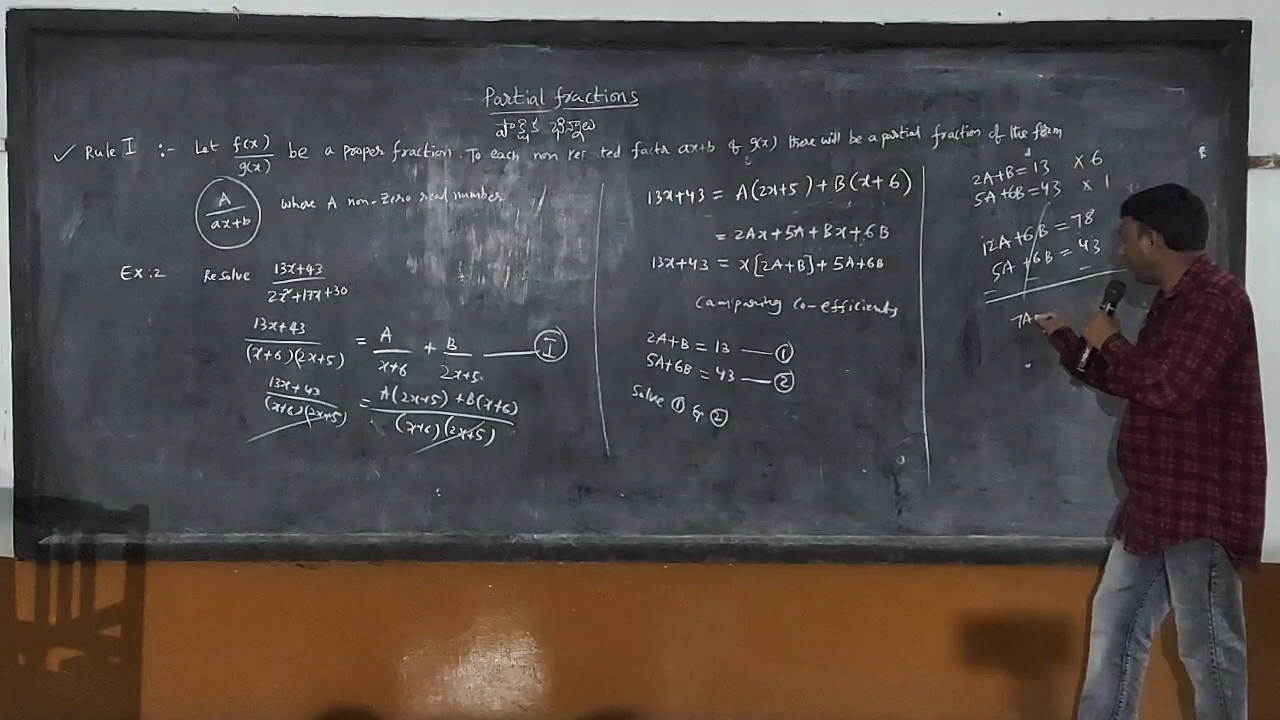 Partial fractions
పాక్షిక భిన్నాలు
✓ Rule I :- Let f(x)/g(x) be a proper fraction. To each non ted factor ax+b of g(x) there will be a partial fraction of the form
A/(ax+b) where A non-zero real number
Ex:2 Resolve (13x+43)/(2x²+17x+30)
(13x+43)/((x+6)(2x+5)) = A/(x+6) + B/(2x+5) —— I
(13x+43)/((x+6)(2x+5)) = (A(2x+5)+B(x+6))/((x+6)(2x+5))
13x+43 = A(2x+5)+B(x+6)
= 2Ax+5A+Bx+6B
13x+43 = x[2A+B]+5A+6B
Camparing co-efficients
2A+B = 13 —— ①
5A+6B = 43 —— ②
Solve ① & ②
2A+B=13 ×6
5A+6B=43 ×1
12A+6B=78
5A+6B=43
- - -
7A